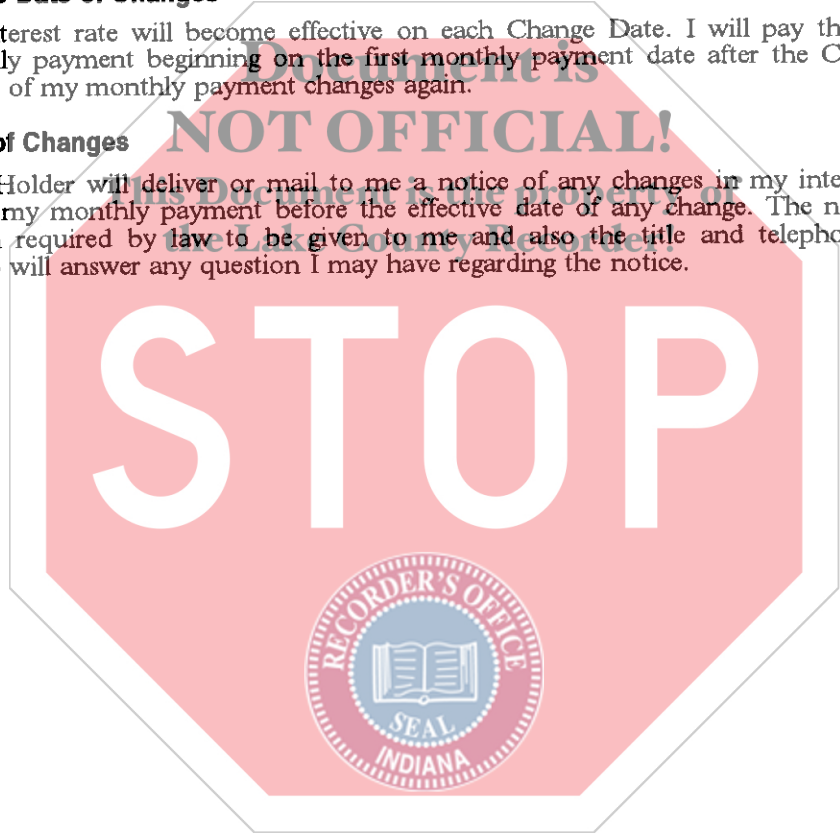 terest rate will become effective on each Change Date. I will pay th
ly payment beginning on the first monthly payment date after the C
of my monthly payment changes again.
Document is
NOT OFFICIAL!
of Changes
Holder will deliver or mail to me a notice of any changes in my inte
my monthly payment before the effective date of any change. The n
required by law to be given to me and also the title and telepho
will answer any question I may have regarding the notice.
This Document is the property of
the Lake County Recorder!
STOP
RECORDER'S OFFICE
SEAL
INDIANA